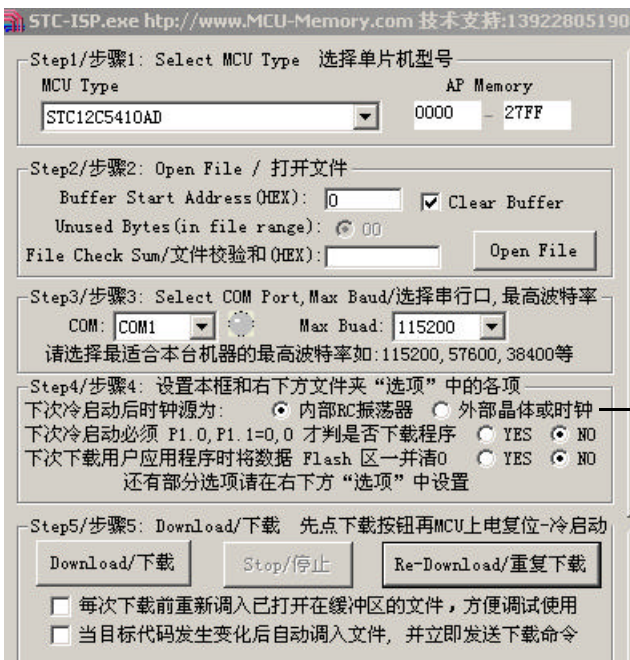 STC-ISP.exe htp://www.MCU-Memory.com 技术支持:13922805190
Step1/步骤1: Select MCU Type 选择单片机型号
MCU Type AP Memory
STC12C5410AD 0000 - 27FF
Step2/步骤2: Open File / 打开文件
Buffer Start Address(HEX): 0 Clear Buffer
Unused Bytes(in file range): 00
File Check Sum/文件校验和(HEX): Open File
Step3/步骤3: Select COM Port,Max Baud/选择串行口,最高波特率
COM: COM1 Max Buad: 115200
请选择最适合本台机器的最高波特率如:115200,57600,38400等
Step4/步骤4: 设置本框和右下方文件夹“选项”中的各项
下次冷启动后时钟源为: 内部RC振荡器 外部晶体或时钟
下次冷启动必须 P1.0,P1.1=0,0 才判是否下载程序 YES NO
下次下载用户应用程序时将数据 Flash 区一并清0 YES NO
还有部分选项请在右下方“选项”中设置
Step5/步骤5: Download/下载 先点下载按钮再MCU上电复位-冷启动
Download/下载 Stop/停止 Re-Download/重复下载
每次下载前重新调入已打开在缓冲区的文件，方便调试使用
当目标代码发生变化后自动调入文件, 并立即发送下载命令